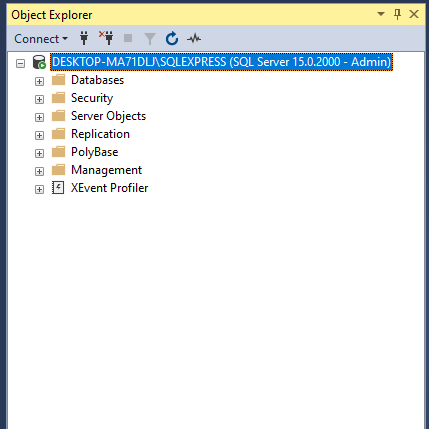 Object Explorer
Connect
DESKTOP-MA71DLJ\SQLEXPRESS (SQL Server 15.0.2000 - Admin)
Databases
Security
Server Objects
Replication
PolyBase
Management
XEvent Profiler